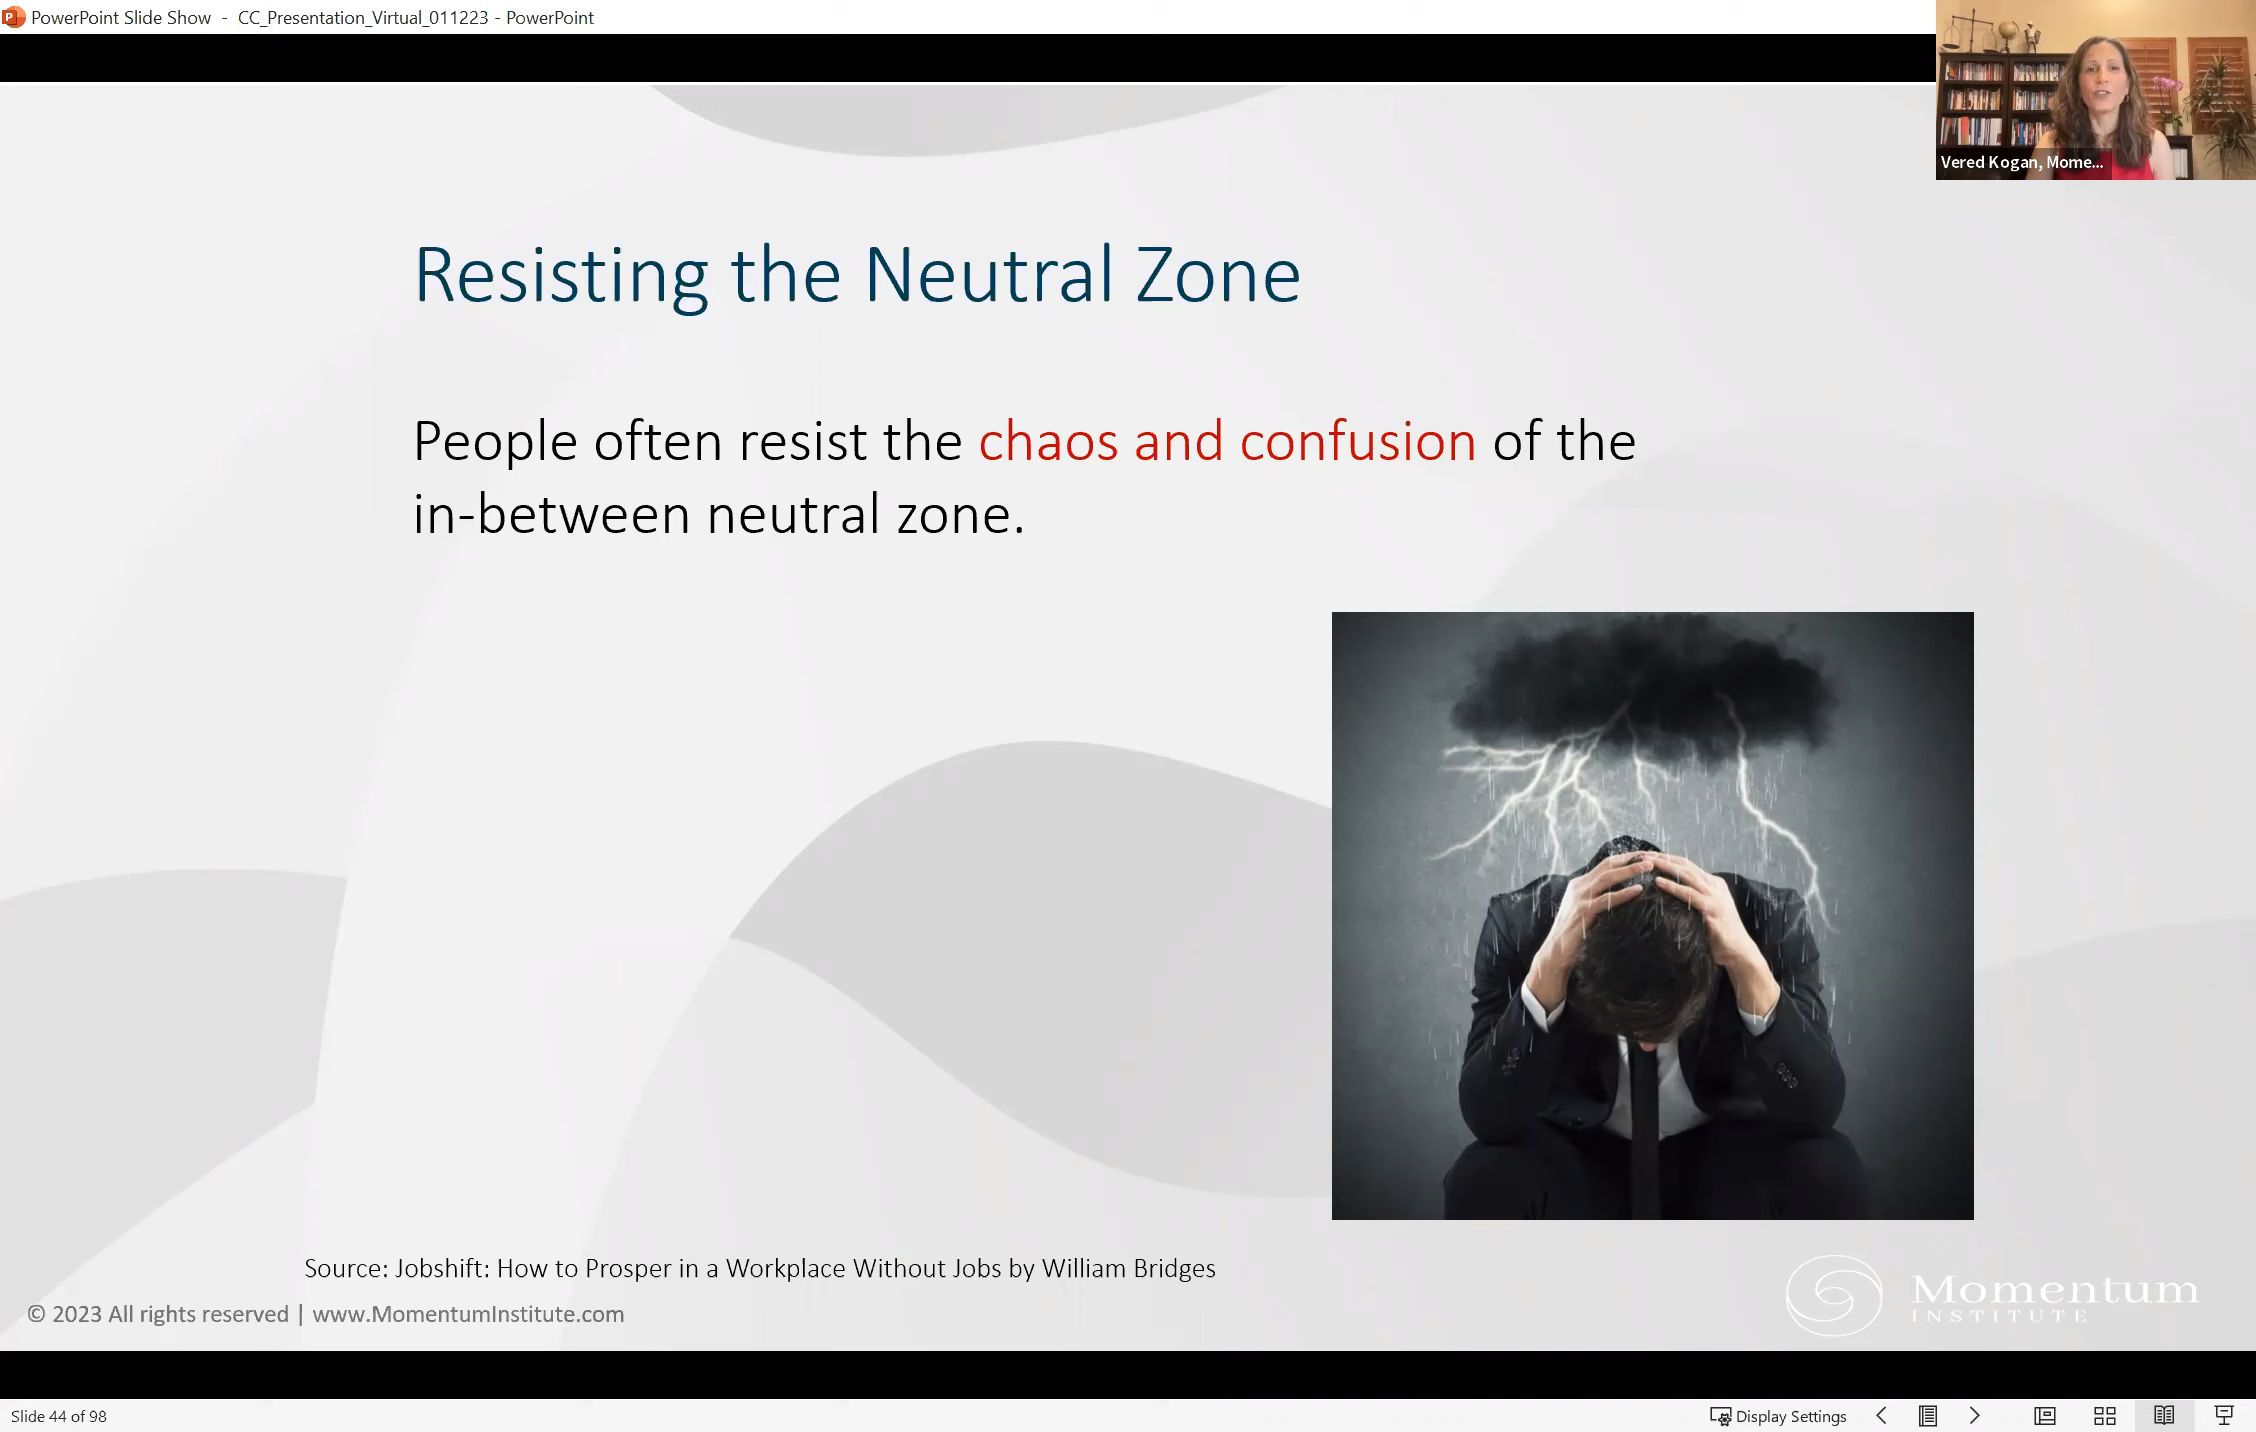 PowerPoint Slide Show - CC_Presentation_Virtual_011223 - PowerPoint
Vered Kogan, Mome...
Resisting the Neutral Zone
People often resist the chaos and confusion of the
in-between neutral zone.
Source: Jobshift: How to Prosper in a Workplace Without Jobs by William Bridges
© 2023 All rights reserved | www.MomentumInstitute.com
Momentum
INSTITUTE
Slide 44 of 98
Display Settings